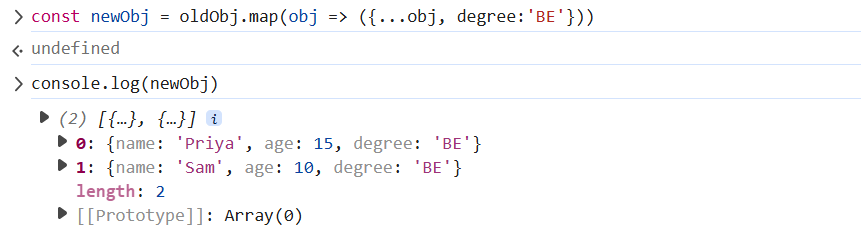 const newObj = oldObj.map(obj => ({...obj, degree:'BE'}))
undefined
console.log(newObj)
(2) [{…}, {…}] i
0: {name: 'Priya', age: 15, degree: 'BE'}
1: {name: 'Sam', age: 10, degree: 'BE'}
length: 2
[[Prototype]]: Array(0)